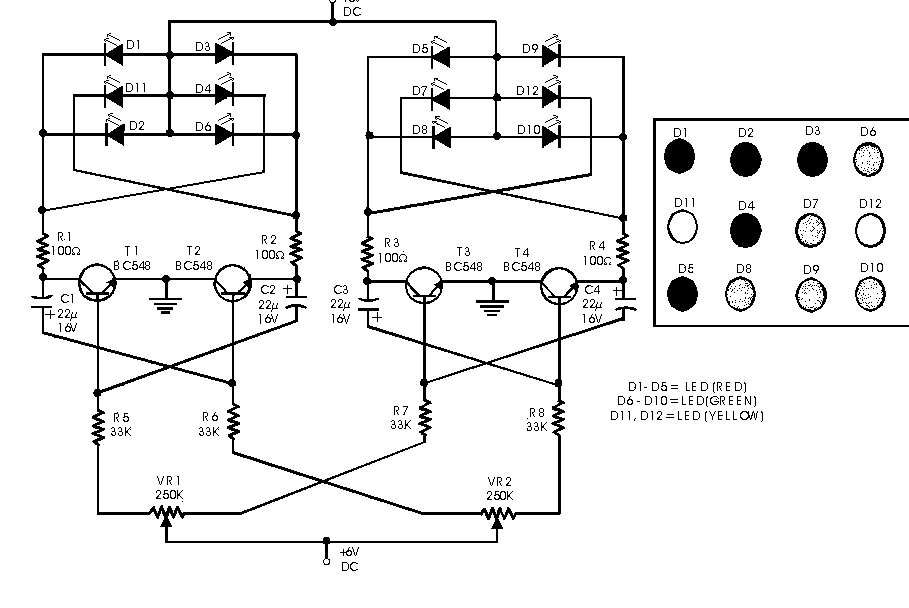 DC
D1 D3 D5 D9
D11 D4 D7 D12
D2 D6 D8 D10
D1 D2 D3 D6
D11 D4 D7 D12
D5 D8 D9 D10
R.1
100Ω
T1
BC548
T2
BC548
R2
100Ω
R3
100Ω
T3
BC548
T4
BC548
R4
100Ω
C1
+ 22µ
16V
C2 +
22µ
16V
C3
22µ
16V +
C4 +
22µ
16V
D1-D5 = LED (RED)
D6 - D10 = LED(GREEN)
D11, D12 = LED (YELLOW)
R5
33K
R6
33K
R7
33K
R8
33K
VR1
250K
VR2
250K
+6V
DC